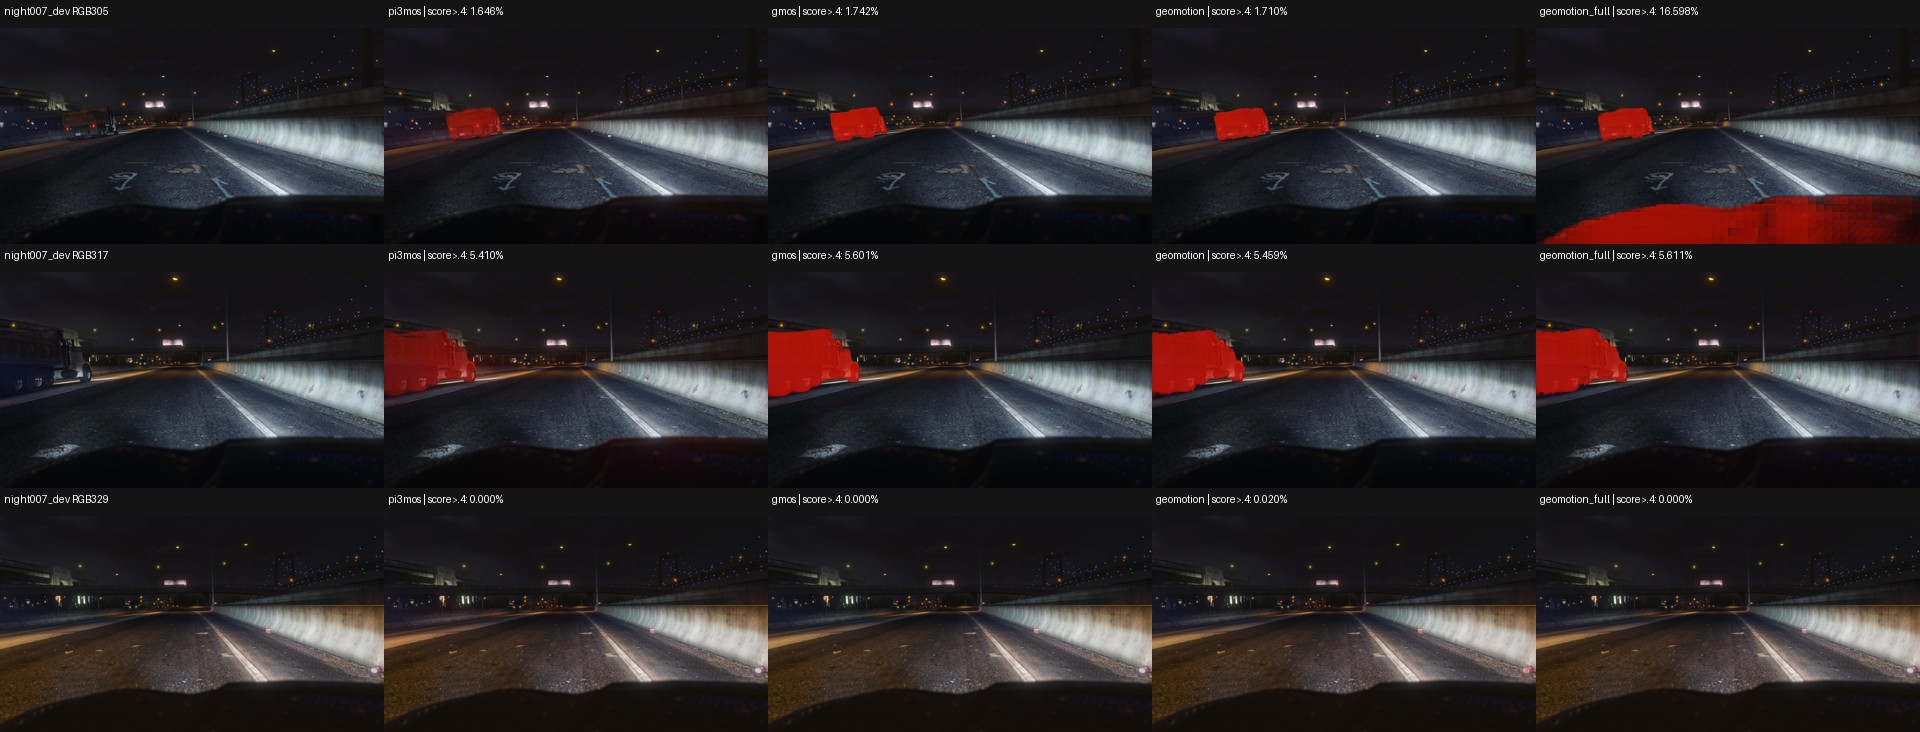 night007_dev RGB305
pi3mos | score>.4: 1.646%
gmos | score>.4: 1.742%
geomotion | score>.4: 1.710%
geomotion_full | score>.4: 16.598%
night007_dev RGB317
pi3mos | score>.4: 5.410%
gmos | score>.4: 5.601%
geomotion | score>.4: 5.459%
geomotion_full | score>.4: 5.611%
night007_dev RGB329
pi3mos | score>.4: 0.000%
gmos | score>.4: 0.000%
geomotion | score>.4: 0.020%
geomotion_full | score>.4: 0.000%